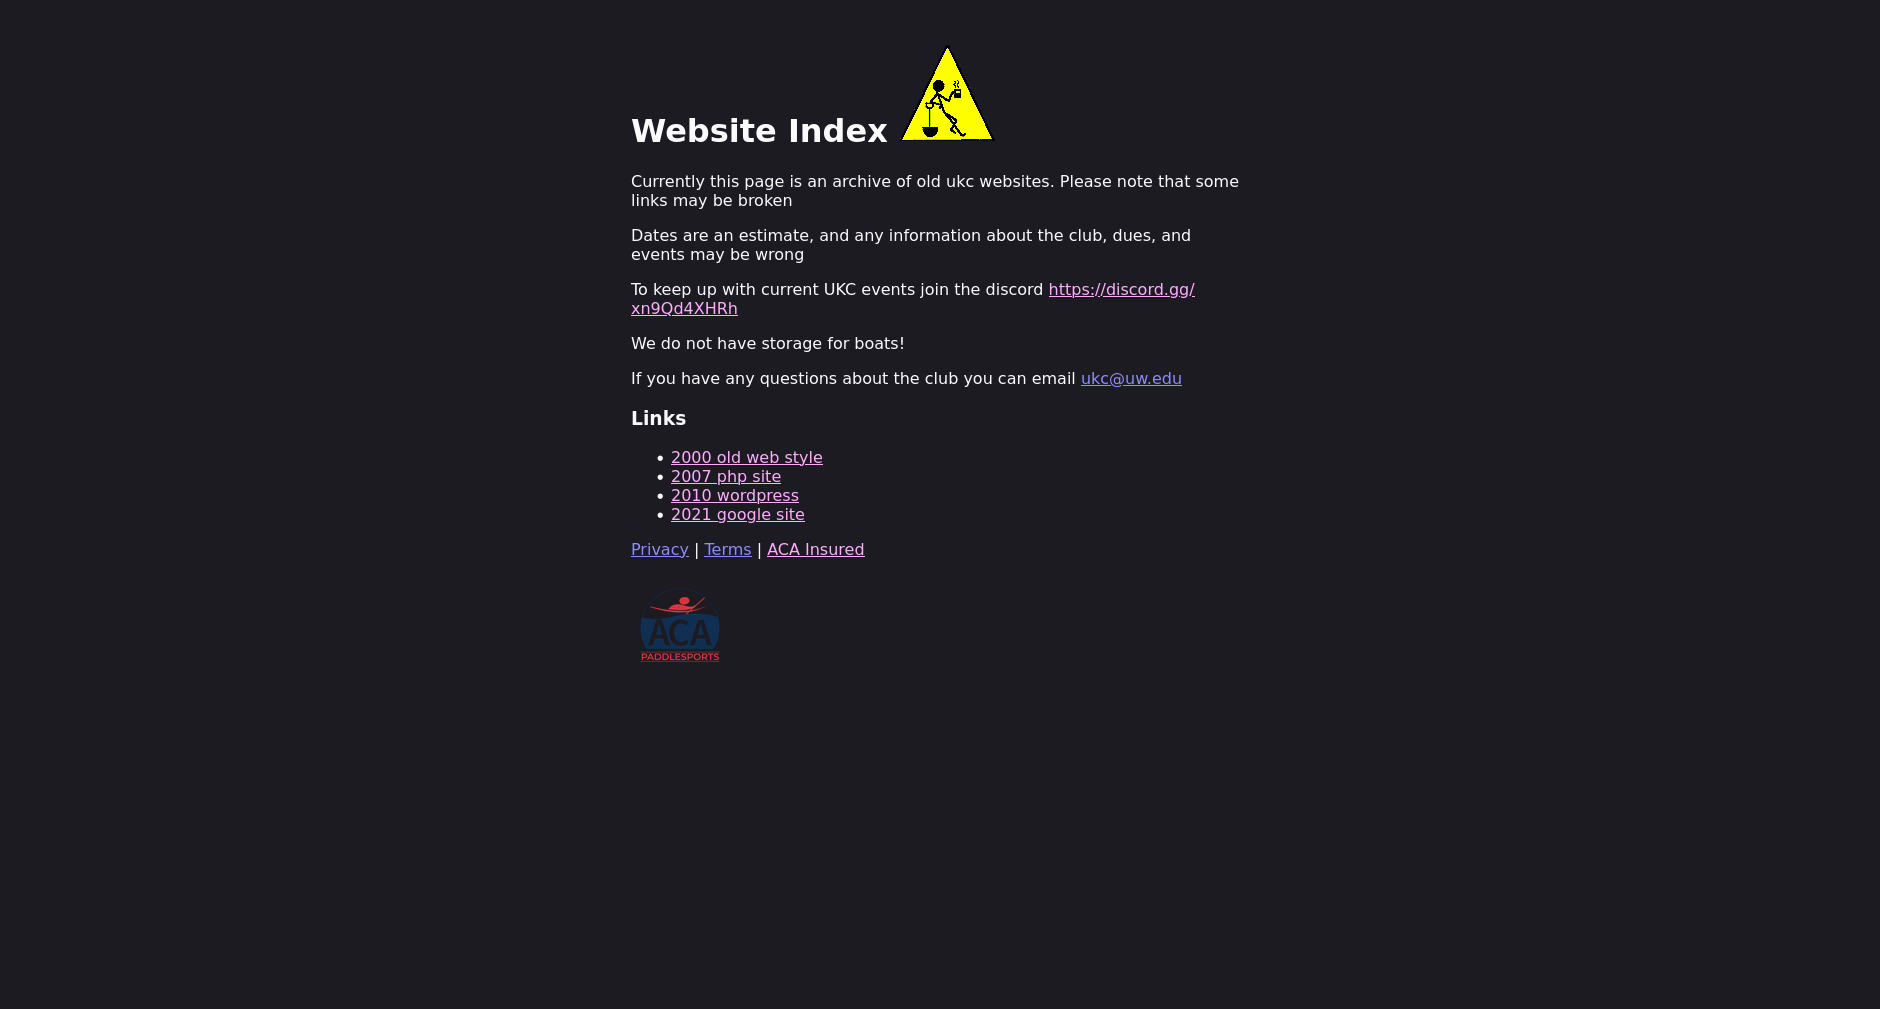 Website Index
Currently this page is an archive of old ukc websites. Please note that some
links may be broken
Dates are an estimate, and any information about the club, dues, and
events may be wrong
To keep up with current UKC events join the discord https://discord.gg/
xn9Qd4XHRh
We do not have storage for boats!
If you have any questions about the club you can email ukc@uw.edu
Links
• 2000 old web style
• 2007 php site
• 2010 wordpress
• 2021 google site
Privacy | Terms | ACA Insured
ACA
PADDLESPORTS